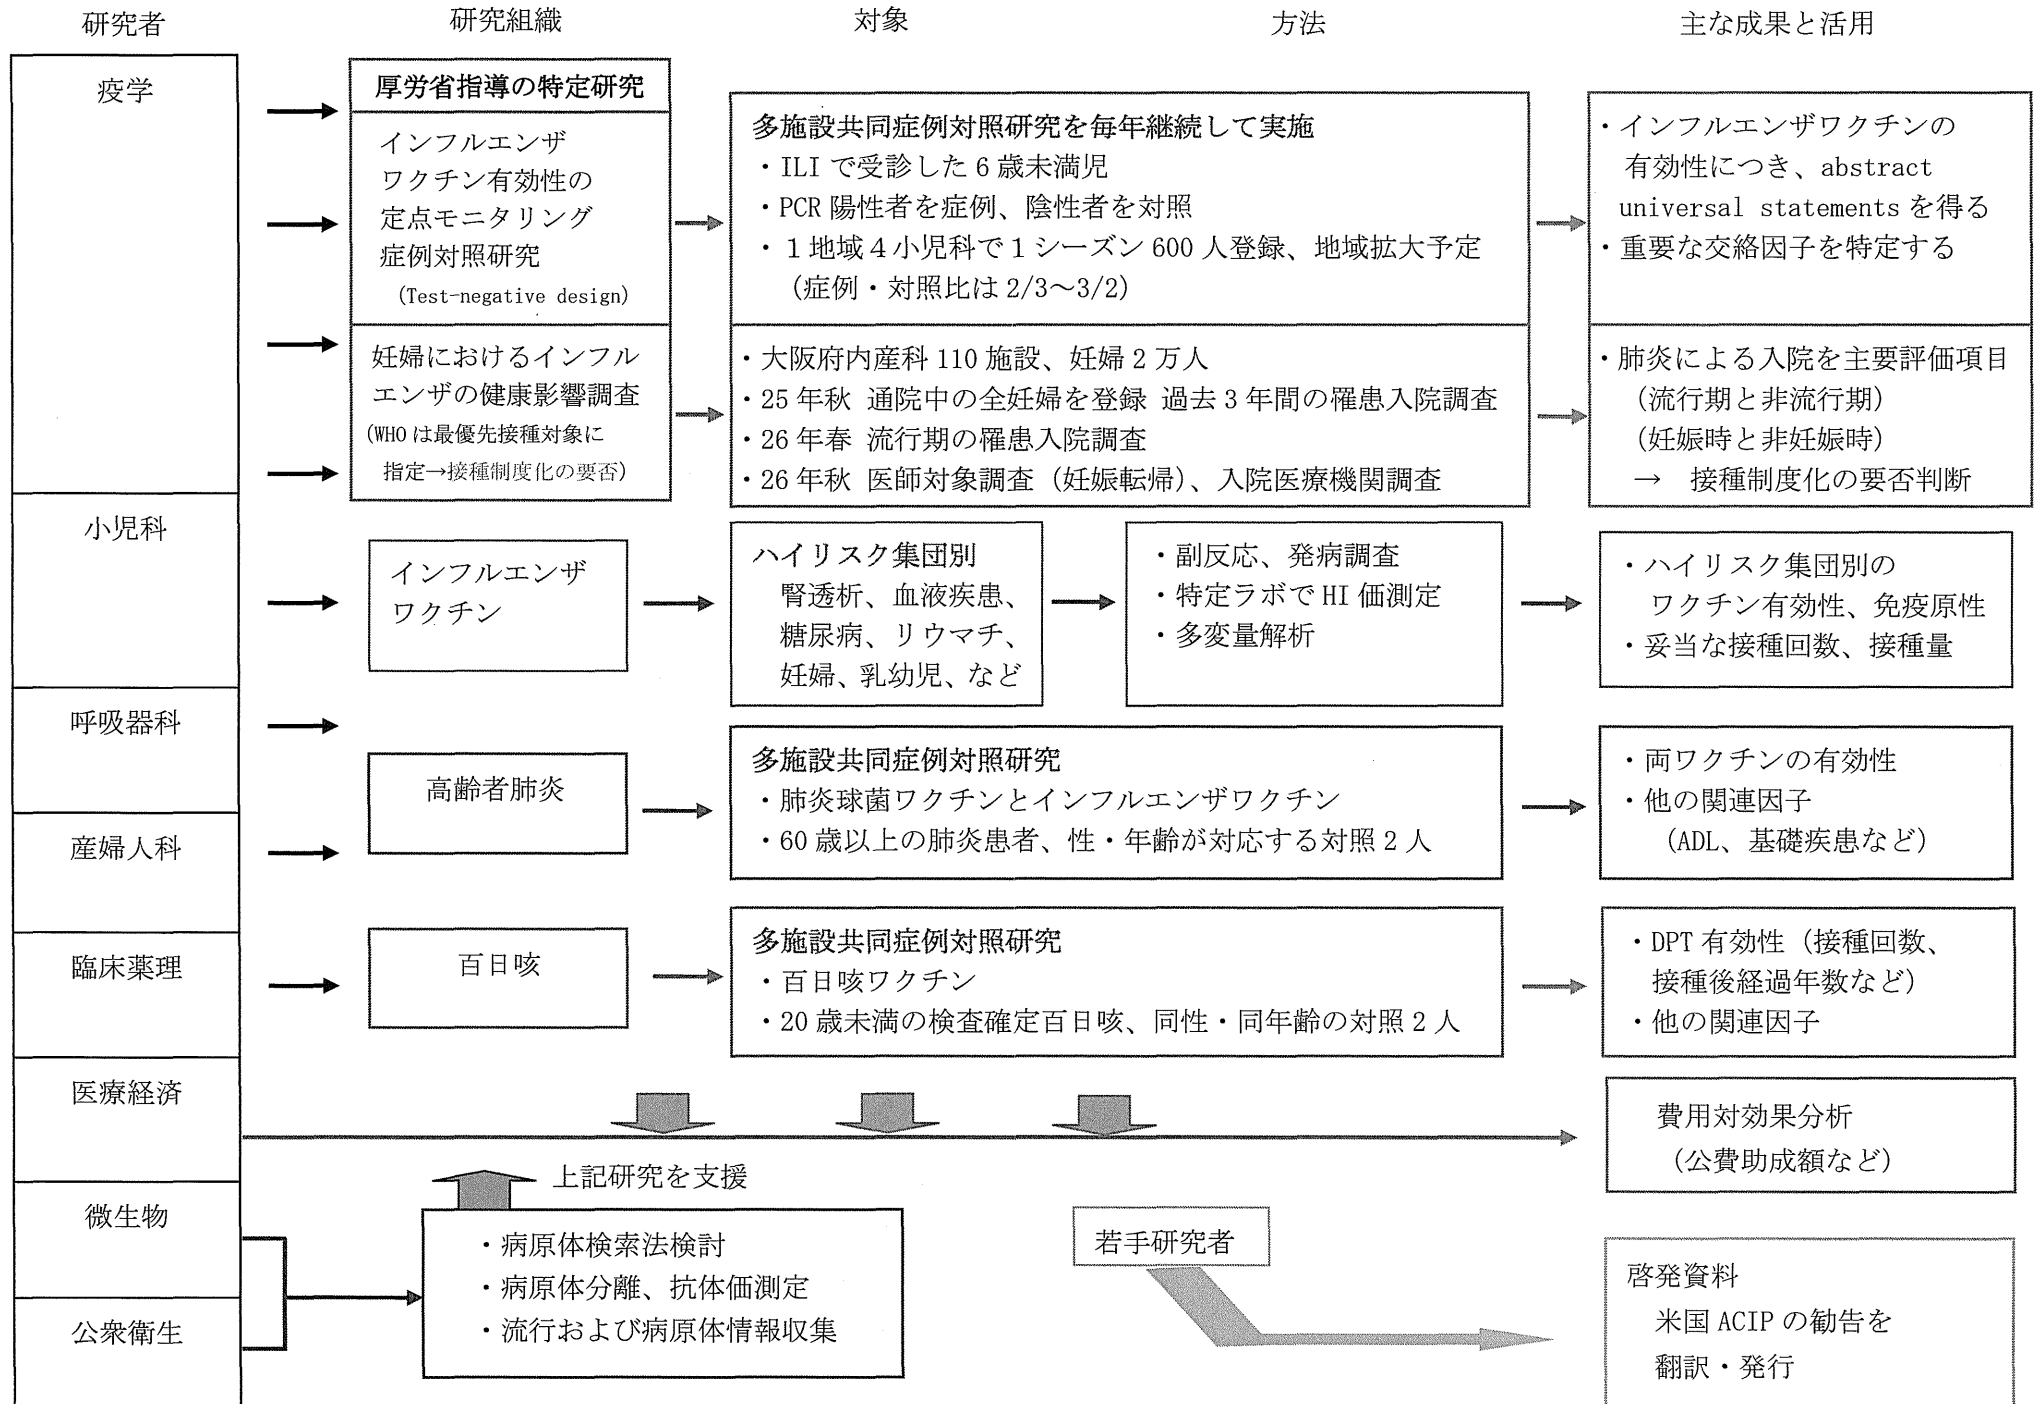 研究者
研究組織
対象
方法
主な成果と活用
疫学
小児科
呼吸器科
産婦人科
臨床薬理
医療経済
微生物
公衆衛生
厚労省指導の特定研究
インフルエンザ
ワクチン有効性の
定点モニタリング
症例対照研究
(Test-negative design)
多施設共同症例対照研究を毎年継続して実施
・ILI で受診した 6 歳未満児
・PCR 陽性者を症例、陰性者を対照
・１地域４小児科で１シーズン 600 人登録、地域拡大予定
(症例・対照比は 2/3～3/2)
・インフルエンザワクチンの
有効性につき、abstract
universal statements を得る
・重要な交絡因子を特定する
妊婦におけるインフル
エンザの健康影響調査
(WHO は最優先接種対象に
指定→接種制度化の要否)
・大阪府内産科 110 施設、妊婦 2 万人
・25 年秋 通院中の全妊婦を登録 過去 3 年間の罹患入院調査
・26 年春 流行期の罹患入院調査
・26 年秋 医師対象調査（妊娠転帰）、入院医療機関調査
・肺炎による入院を主要評価項目
(流行期と非流行期)
(妊娠時と非妊娠時)
→ 接種制度化の要否判断
インフルエンザ
ワクチン
ハイリスク集団別
腎透析、血液疾患、
糖尿病、リウマチ、
妊婦、乳幼児、など
・副反応、発病調査
・特定ラボで HI 価測定
・多変量解析
・ハイリスク集団別の
ワクチン有効性、免疫原性
・妥当な接種回数、接種量
高齢者肺炎
多施設共同症例対照研究
・肺炎球菌ワクチンとインフルエンザワクチン
・60 歳以上の肺炎患者、性・年齢が対応する対照 2 人
・両ワクチンの有効性
・他の関連因子
（ADL、基礎疾患など）
百日咳
多施設共同症例対照研究
・百日咳ワクチン
・20 歳未満の検査確定百日咳、同性・同年齢の対照 2 人
・DPT 有効性（接種回数、
接種後経過年数など）
・他の関連因子
費用対効果分析
（公費助成額など）
上記研究を支援
・病原体検索法検討
・病原体分離、抗体価測定
・流行および病原体情報収集
若手研究者
啓発資料
米国 ACIP の勧告を
翻訳・発行